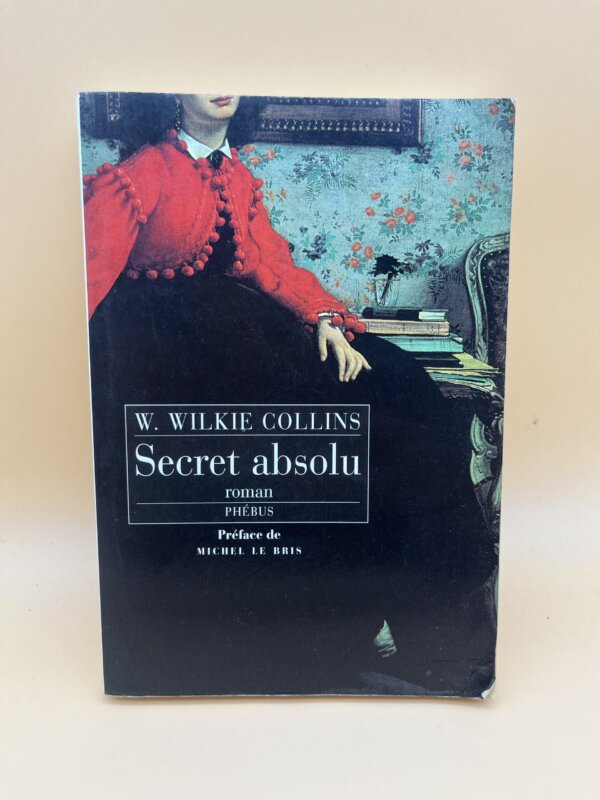 W. WILKIE COLLINS
Secret absolu
roman
PHÉBUS
Préface de
MICHEL LE BRIS